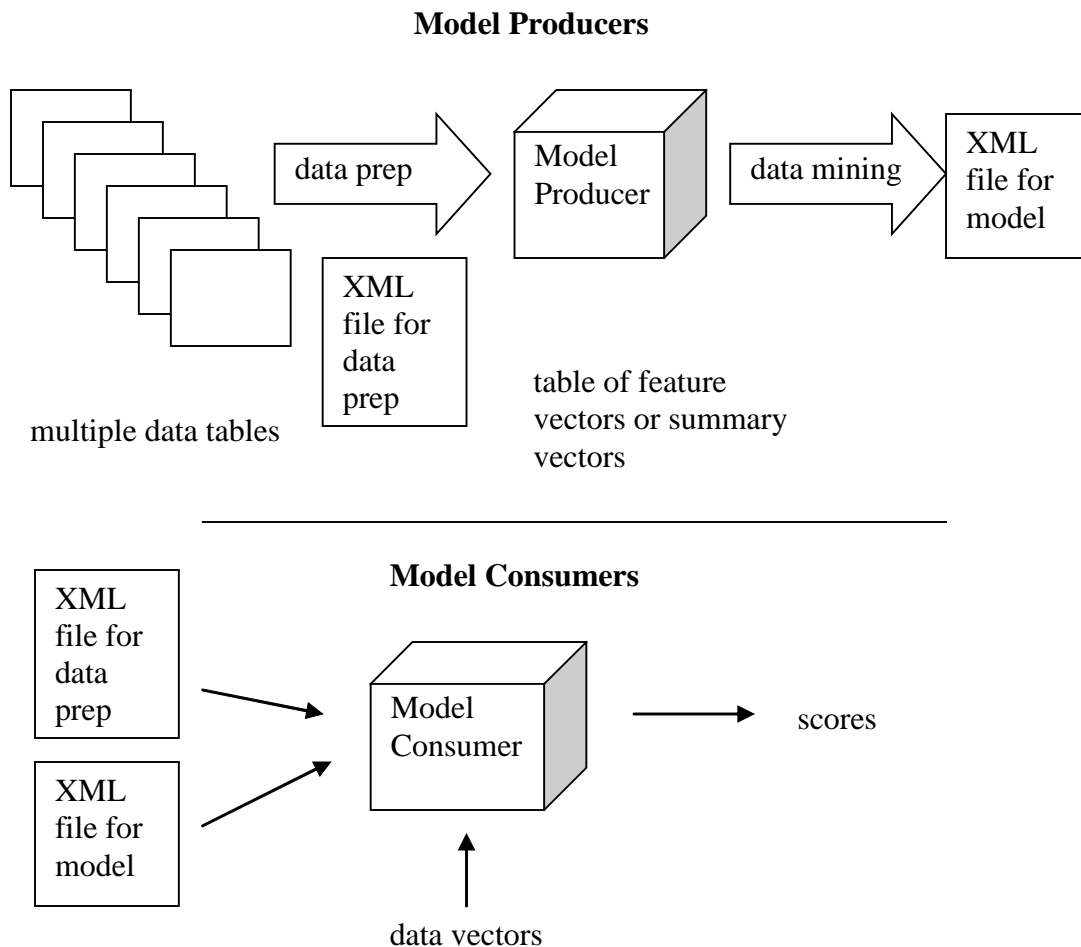 Model Producers
data prep
Model
Producer
data mining
XML
file for
model
XML
file for
data
prep
multiple data tables
table of feature
vectors or summary
vectors
Model Consumers
XML
file for
data
prep
Model
Consumer
scores
XML
file for
model
data vectors